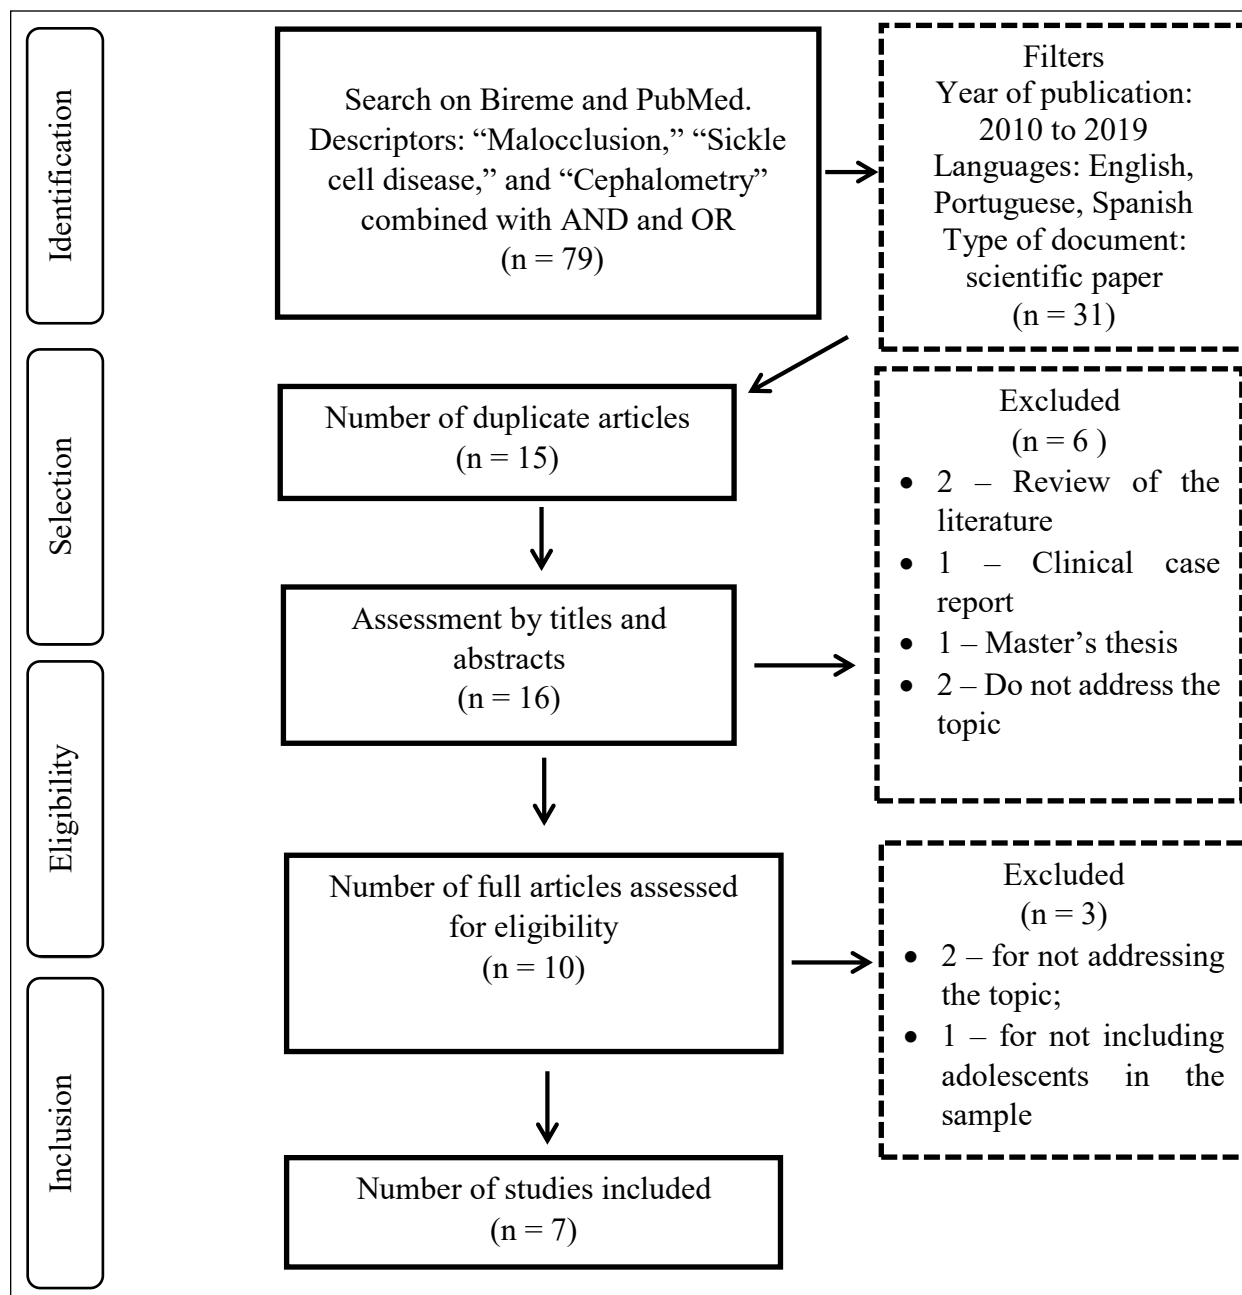 Identification
Search on Bireme and PubMed.
Descriptors: “Malocclusion,” “Sickle
cell disease,” and “Cephalometry”
combined with AND and OR
(n = 79)
Filters
Year of publication:
2010 to 2019
Languages: English,
Portuguese, Spanish
Type of document:
scientific paper
(n = 31)
Selection
Number of duplicate articles
(n = 15)
Assessment by titles and
abstracts
(n = 16)
Excluded
(n = 6 )
• 2 – Review of the
literature
• 1 – Clinical case
report
• 1 – Master’s thesis
• 2 – Do not address the
topic
Eligibility
Number of full articles assessed
for eligibility
(n = 10)
Excluded
(n = 3)
• 2 – for not addressing
the topic;
• 1 – for not including
adolescents in the
sample
Inclusion
Number of studies included
(n = 7)